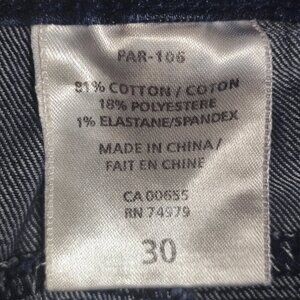 PAR-106
81% COTTON / COTON
18% POLYESTERE
1% ELASTANE/SPANDEX
MADE IN CHINA /
FAIT EN CHINE
CA 00655
RN 74979
30